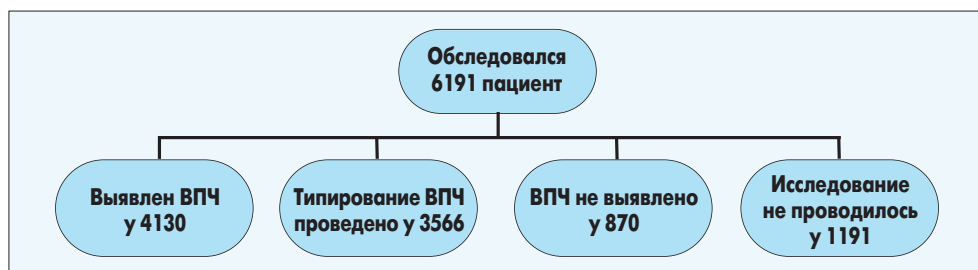 Обследовался
6191 пациент
Выявлен ВПЧ
у 4130
Типирование ВПЧ
проведено у 3566
ВПЧ не выявлено
у 870
Исследование
не проводилось
у 1191